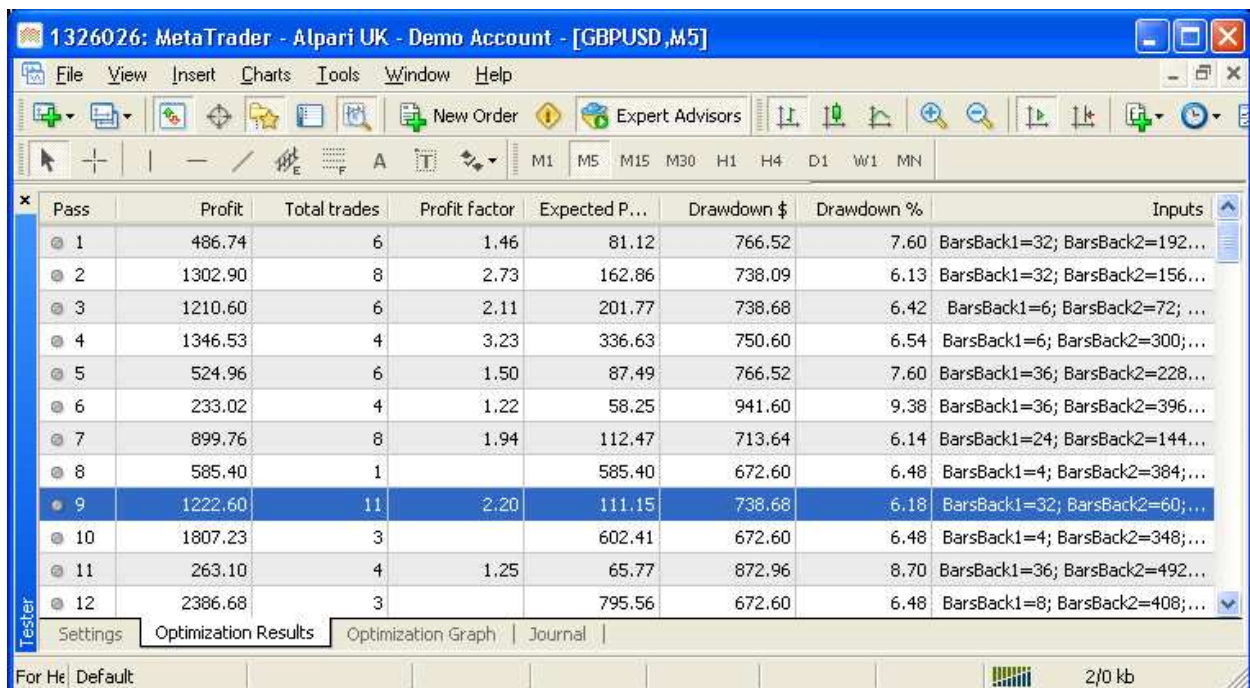 1326026: MetaTrader - Alpari UK - Demo Account - [GBPUSD,M5]
File View Insert Charts Tools Window Help
New Order Expert Advisors
E F A T M1 M5 M15 M30 H1 H4 D1 W1 MN
Pass Profit Total trades Profit factor Expected P... Drawdown $ Drawdown % Inputs
1 486.74 6 1.46 81.12 766.52 7.60 BarsBack1=32; BarsBack2=192...
2 1302.90 8 2.73 162.86 738.09 6.13 BarsBack1=32; BarsBack2=156...
3 1210.60 6 2.11 201.77 738.68 6.42 BarsBack1=6; BarsBack2=72; ...
4 1346.53 4 3.23 336.63 750.60 6.54 BarsBack1=6; BarsBack2=300;...
5 524.96 6 1.50 87.49 766.52 7.60 BarsBack1=36; BarsBack2=228...
6 233.02 4 1.22 58.25 941.60 9.38 BarsBack1=36; BarsBack2=396...
7 899.76 8 1.94 112.47 713.64 6.14 BarsBack1=24; BarsBack2=144...
8 585.40 1 585.40 672.60 6.48 BarsBack1=4; BarsBack2=384;...
9 1222.60 11 2.20 111.15 738.68 6.18 BarsBack1=32; BarsBack2=60;...
10 1807.23 3 602.41 672.60 6.48 BarsBack1=4; BarsBack2=348;...
11 263.10 4 1.25 65.77 872.96 8.70 BarsBack1=36; BarsBack2=492...
12 2386.68 3 795.56 672.60 6.48 BarsBack1=8; BarsBack2=408;...
Tester
Settings Optimization Results Optimization Graph | Journal |
For He Default 2/0 kb